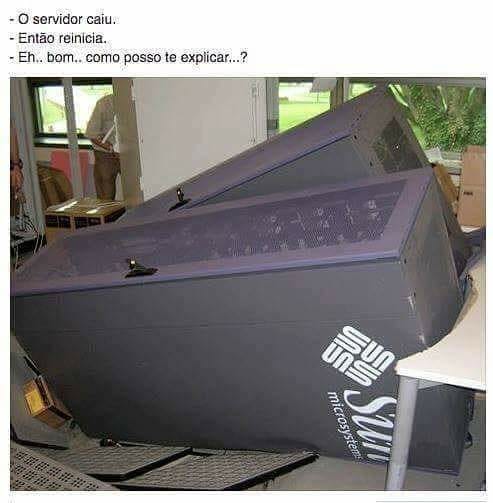 - O servidor caiu.
- Então reinicia.
- Eh.. bom.. como posso te explicar...?
Sun
microsystems